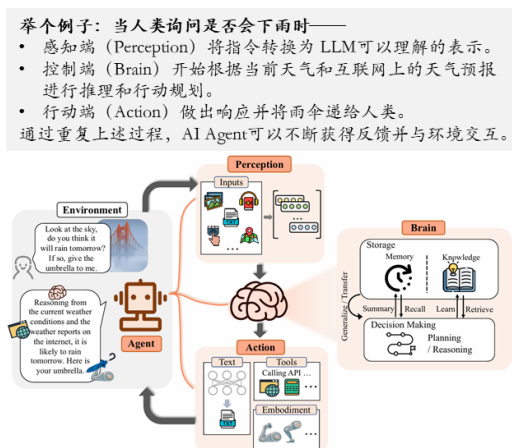 举个例子：当人类询问是否会下雨时——
• 感知端（Perception）将指令转换为 LLM可以理解的表示。
• 控制端（Brain）开始根据当前天气和互联网上的天气预报
进行推理和行动规划。
• 行动端（Action）做出响应并将雨伞递给人类。
通过重复上述过程，AI Agent可以不断获得反馈并与环境交互。
Environment
Look at the sky,
do you think it
will rain tomorrow?
If so, give the
umbrella to me.
Reasoning from
the current weather
conditions and the
weather reports on
the internet, it is
likely to rain
tomorrow. Here is
your umbrella.
Agent
Perception
Inputs
TXT
...
Brain
Storage
Memory
Knowledge
Generalize / Transfer
Summary
Recall
Learn
Retrieve
Decision Making
Planning
/ Reasoning
Action
Text
TXT
Tools
Calling API ...
...
Embodiment
...